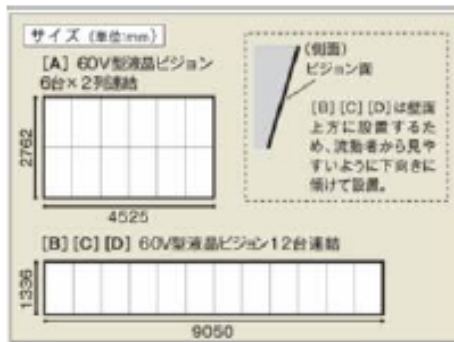 サイズ (単位:mm)
[A] 60V型液晶ビジョン
6台×2列連結
2762
4525
(側面)
ビジョン面
[B] [C] [D]は壁面
上方に設置するた
め、流動者から見や
すいように下向きに
傾けて設置。
[B] [C] [D] 60V型液晶ビジョン12台連結
1336
9050